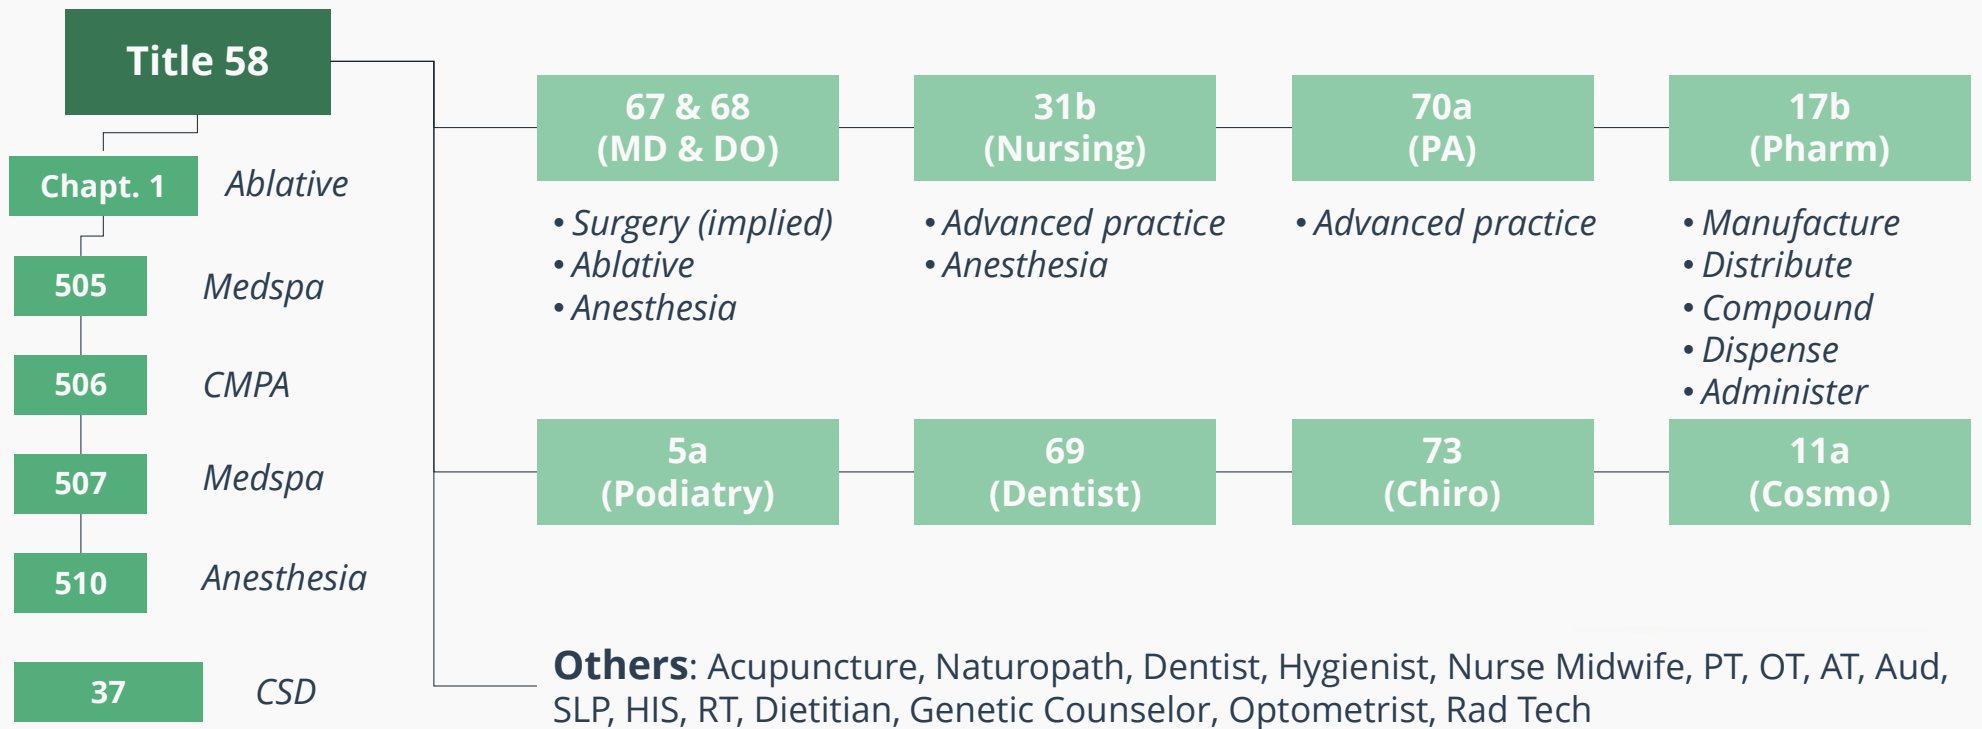 Title 58
Chapt. 1
Ablative
505
Medspa
506
CMPA
507
Medspa
510
Anesthesia
37
CSD
67 & 68
(MD & DO)
• Surgery (implied)
• Ablative
• Anesthesia
31b
(Nursing)
• Advanced practice
• Anesthesia
70a
(PA)
• Advanced practice
17b
(Pharm)
• Manufacture
• Distribute
• Compound
• Dispense
• Administer
5a
(Podiatry)
69
(Dentist)
73
(Chiro)
11a
(Cosmo)
Others: Acupuncture, Naturopath, Dentist, Hygienist, Nurse Midwife, PT, OT, AT, Aud,
SLP, HIS, RT, Dietitian, Genetic Counselor, Optometrist, Rad Tech